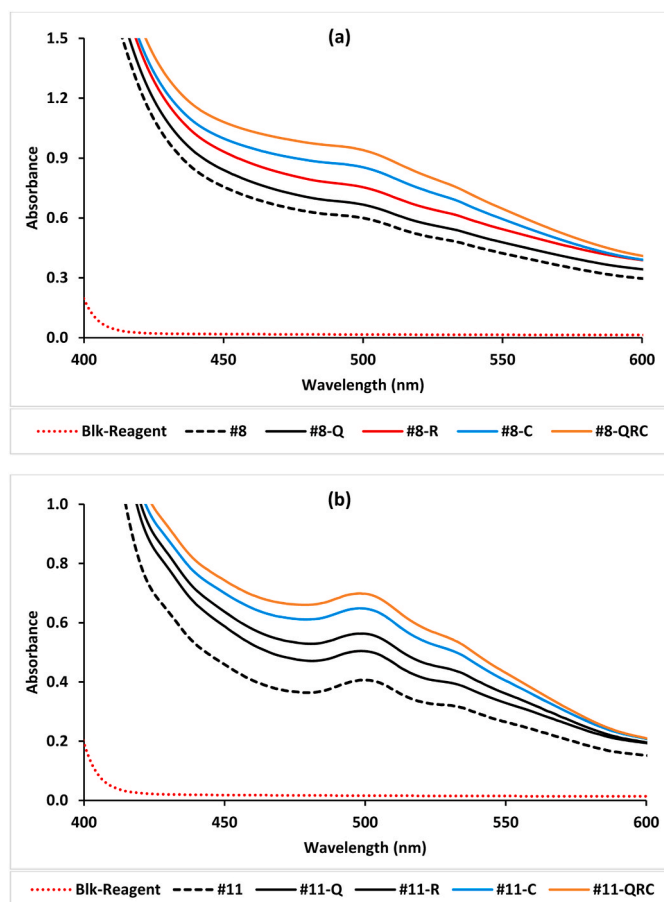 (a)
1.5
1.2
0.9
0.6
0.3
0.0
Absorbance
400 450 500 550 600
Wavelength (nm)
Blk-Reagent #8 #8-Q #8-R #8-C #8-QRC
(b)
1.0
0.8
0.6
0.4
0.2
0.0
Absorbance
400 450 500 550 600
Wavelength (nm)
Blk-Reagent #11 #11-Q #11-R #11-C #11-QRC